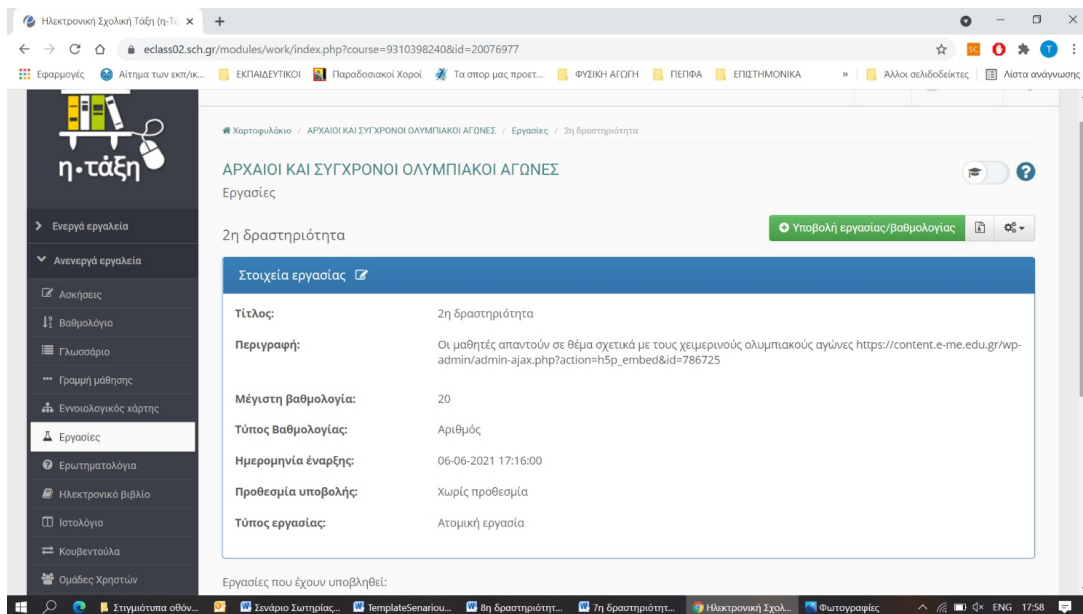 Ηλεκτρονική Σχολική Τάξη (η-Τά
eclass02.sch.gr/modules/work/index.php?course=9310398240&id=20076977
SC
T
Εφαρμογές Αίτημα των εκπ/ικ... ΕΚΠΑΙΔΕΥΤΙΚΟΙ Παραδοσιακοί Χοροί Τα σπορ μας προετ... ΦΥΣΙΚΗ ΑΓΩΓΗ ΠΕΠΦΑ ΕΠΙΣΤΗΜΟΝΙΚΑ » Άλλοι σελιδοδείκτες Λίστα ανάγνωσης
η·τάξη
Ενεργά εργαλεία
Ανενεργά εργαλεία
Ασκήσεις
Βαθμολόγιο
Γλωσσάριο
Γραμμή μάθησης
Εννοιολογικός χάρτης
Εργασίες
Ερωτηματολόγια
Ηλεκτρονικό βιβλίο
Ιστολόγιο
Κουβεντούλα
Ομάδες Χρηστών
Χαρτοφυλάκιο / ΑΡΧΑΙΟΙ ΚΑΙ ΣΥΓΧΡΟΝΟΙ ΟΛΥΜΠΙΑΚΟΙ ΑΓΩΝΕΣ / Εργασίες / 2η δραστηριότητα
ΑΡΧΑΙΟΙ ΚΑΙ ΣΥΓΧΡΟΝΟΙ ΟΛΥΜΠΙΑΚΟΙ ΑΓΩΝΕΣ
Εργασίες
2η δραστηριότητα
Υποβολή εργασίας/βαθμολογίας
Στοιχεία εργασίας
Τίτλος: 2η δραστηριότητα
Περιγραφή: Οι μαθητές απαντούν σε θέμα σχετικά με τους χειμερινούς ολυμπιακούς αγώνες https://content.e-me.edu.gr/wp-
admin/admin-ajax.php?action=h5p_embed&id=786725
Μέγιστη βαθμολογία: 20
Τύπος Βαθμολογίας: Αριθμός
Ημερομηνία έναρξης: 06-06-2021 17:16:00
Προθεσμία υποβολής: Χωρίς προθεσμία
Τύπος εργασίας: Ατομική εργασία
Εργασίες που έχουν υποβληθεί:
Στιγμιότυπα οθόν... Σενάριο Σωτηρίας... TemplateSenariou... 8η δραστηριότητ... 7η δραστηριότητ... Ηλεκτρονική Σχολ... Φωτογραφίες ENG 17:58